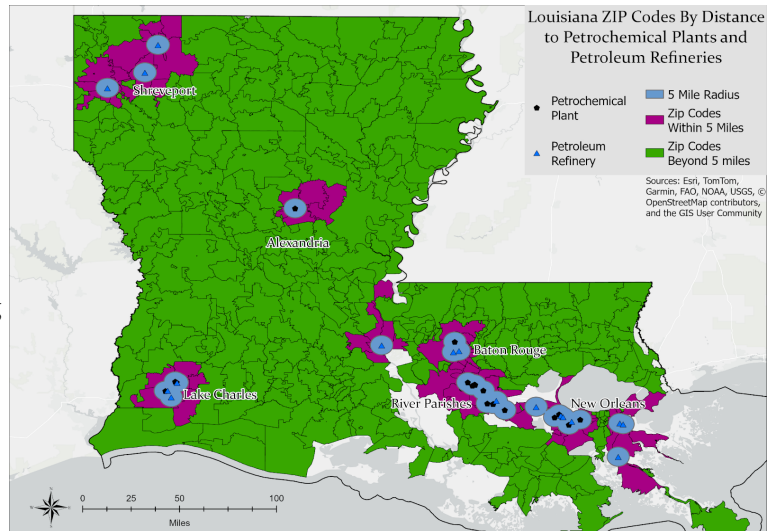 Louisiana ZIP Codes By Distance
to Petrochemical Plants and
Petroleum Refineries
Petrochemical
Plant
Petroleum
Refinery
5 Mile Radius
Zip Codes
Within 5 Miles
Zip Codes
Beyond 5 miles
Sources: Esri, TomTom,
Garmin, FAO, NOAA, USGS, ©
OpenStreetMap contributors,
and the GIS User Community
Shreveport
Alexandria
Baton Rouge
Lake Charles
River Parishes
New Orleans
0 25 50 100
Miles